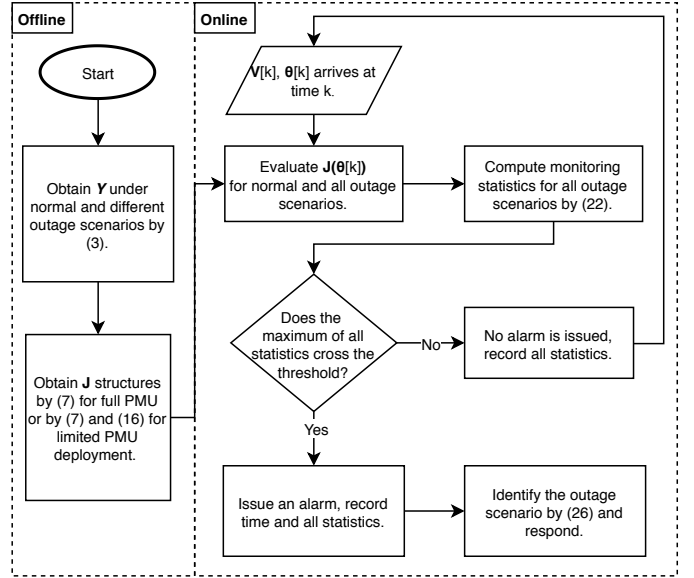 Offline
Start
Obtain Y under
normal and different
outage scenarios by
(3).
Obtain J structures
by (7) for full PMU
or by (7) and (16) for
limited PMU
deployment.
Online
V[k], θ[k] arrives at
time k.
Evaluate J(θ[k])
for normal and all outage
scenarios.
Compute monitoring
statistics for all outage
scenarios by (22).
Does the
maximum of all
statistics cross the
threshold?
No
No alarm is issued,
record all statistics.
Yes
Issue an alarm, record
time and all statistics.
Identify the outage
scenario by (26) and
respond.